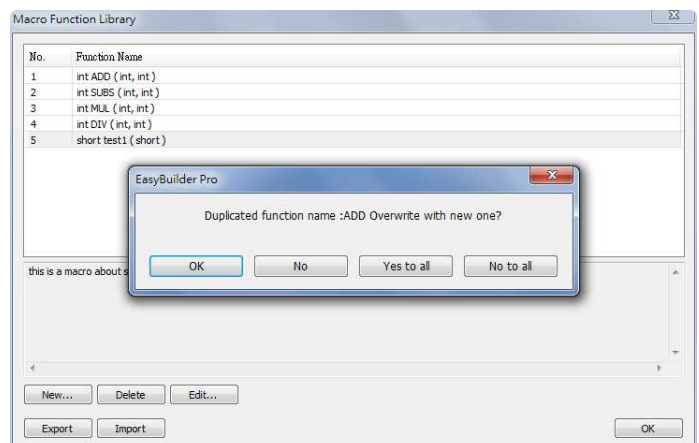 Macro Function Library
No. Function Name
1 int ADD ( int, int )
2 int SUBS ( int, int )
3 int MUL ( int, int )
4 int DIV ( int, int )
5 short test1 ( short )
EasyBuilder Pro
Duplicated function name :ADD Overwrite with new one?
OK No Yes to all No to all
this is a macro about
New... Delete Edit...
Export Import OK